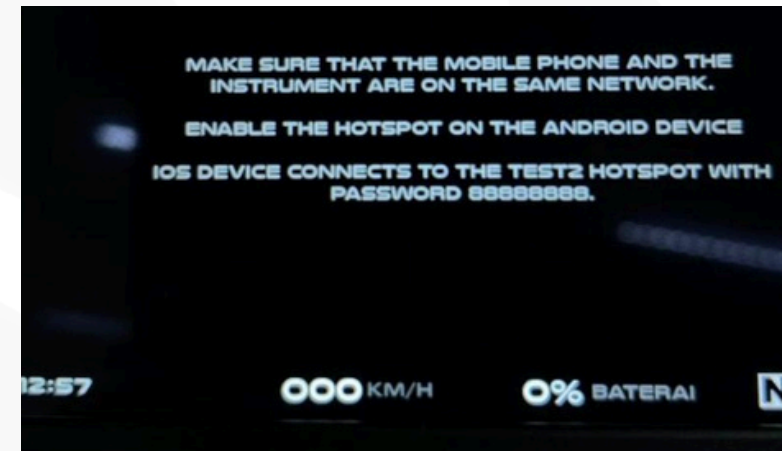 MAKE SURE THAT THE MOBILE PHONE AND THE
INSTRUMENT ARE ON THE SAME NETWORK.
ENABLE THE HOTSPOT ON THE ANDROID DEVICE
IOS DEVICE CONNECTS TO THE TEST2 HOTSPOT WITH
PASSWORD 88888888.
12:57
000 KM/H
0% BATERAI
N